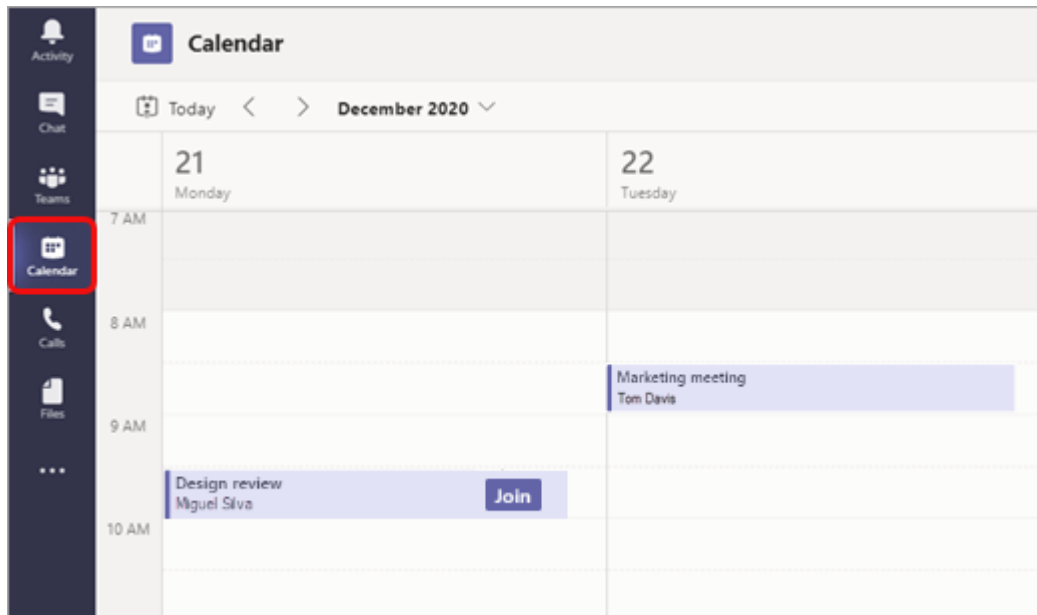 Activity
Chat
Teams
Calendar
Calls
Files
Calendar
Today
December 2020
21
Monday
22
Tuesday
7 AM
8 AM
Marketing meeting
Tom Davis
9 AM
Design review
Miguel Silva
Join
10 AM